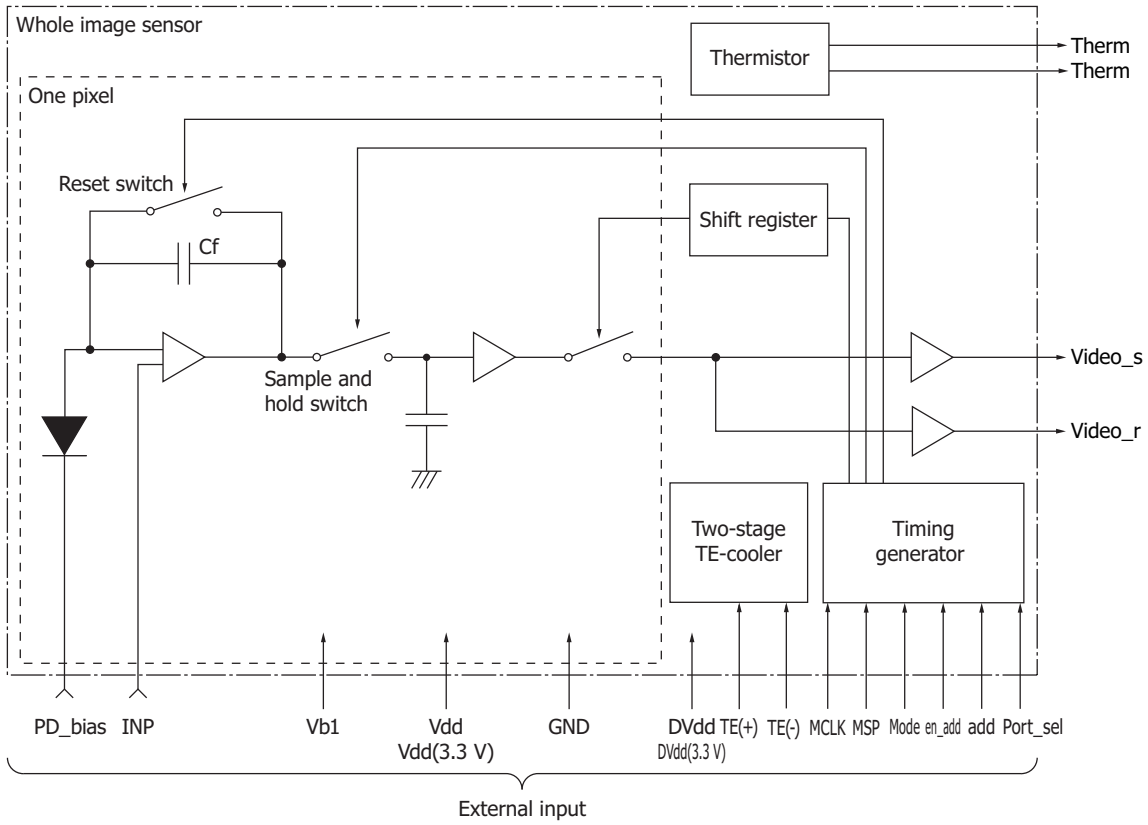 Whole image sensor
Thermistor
Therm
Therm
One pixel
Reset switch
Shift register
Cf
Sample and
hold switch
Video_s
Video_r
Two-stage
TE-cooler
Timing
generator
PD_bias
INP
Vb1
Vdd
Vdd(3.3 V)
GND
DVdd
DVdd(3.3 V)
TE(+)
TE(-)
MCLK
MSP
Mode
en_add
add
Port_sel
External input